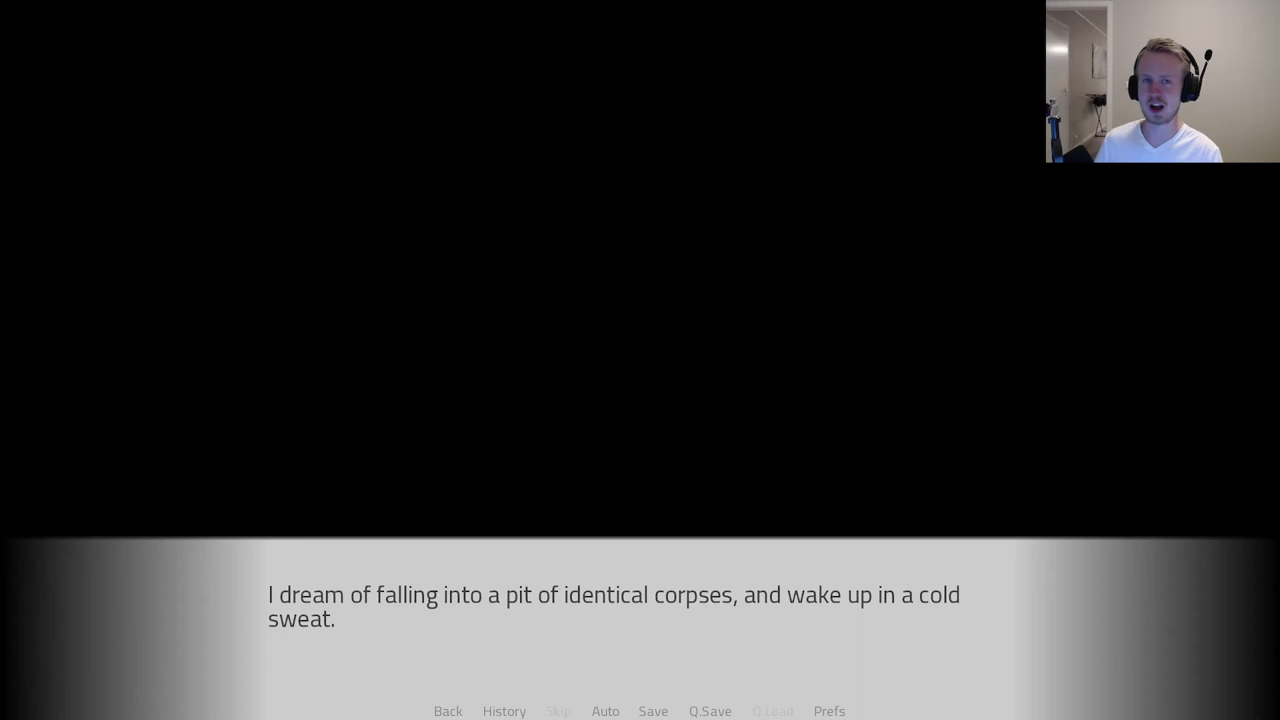 I dream of falling into a pit of identical corpses, and wake up in a cold
sweat.
Back History Skip Auto Save Q.Save Q.Load Prefs